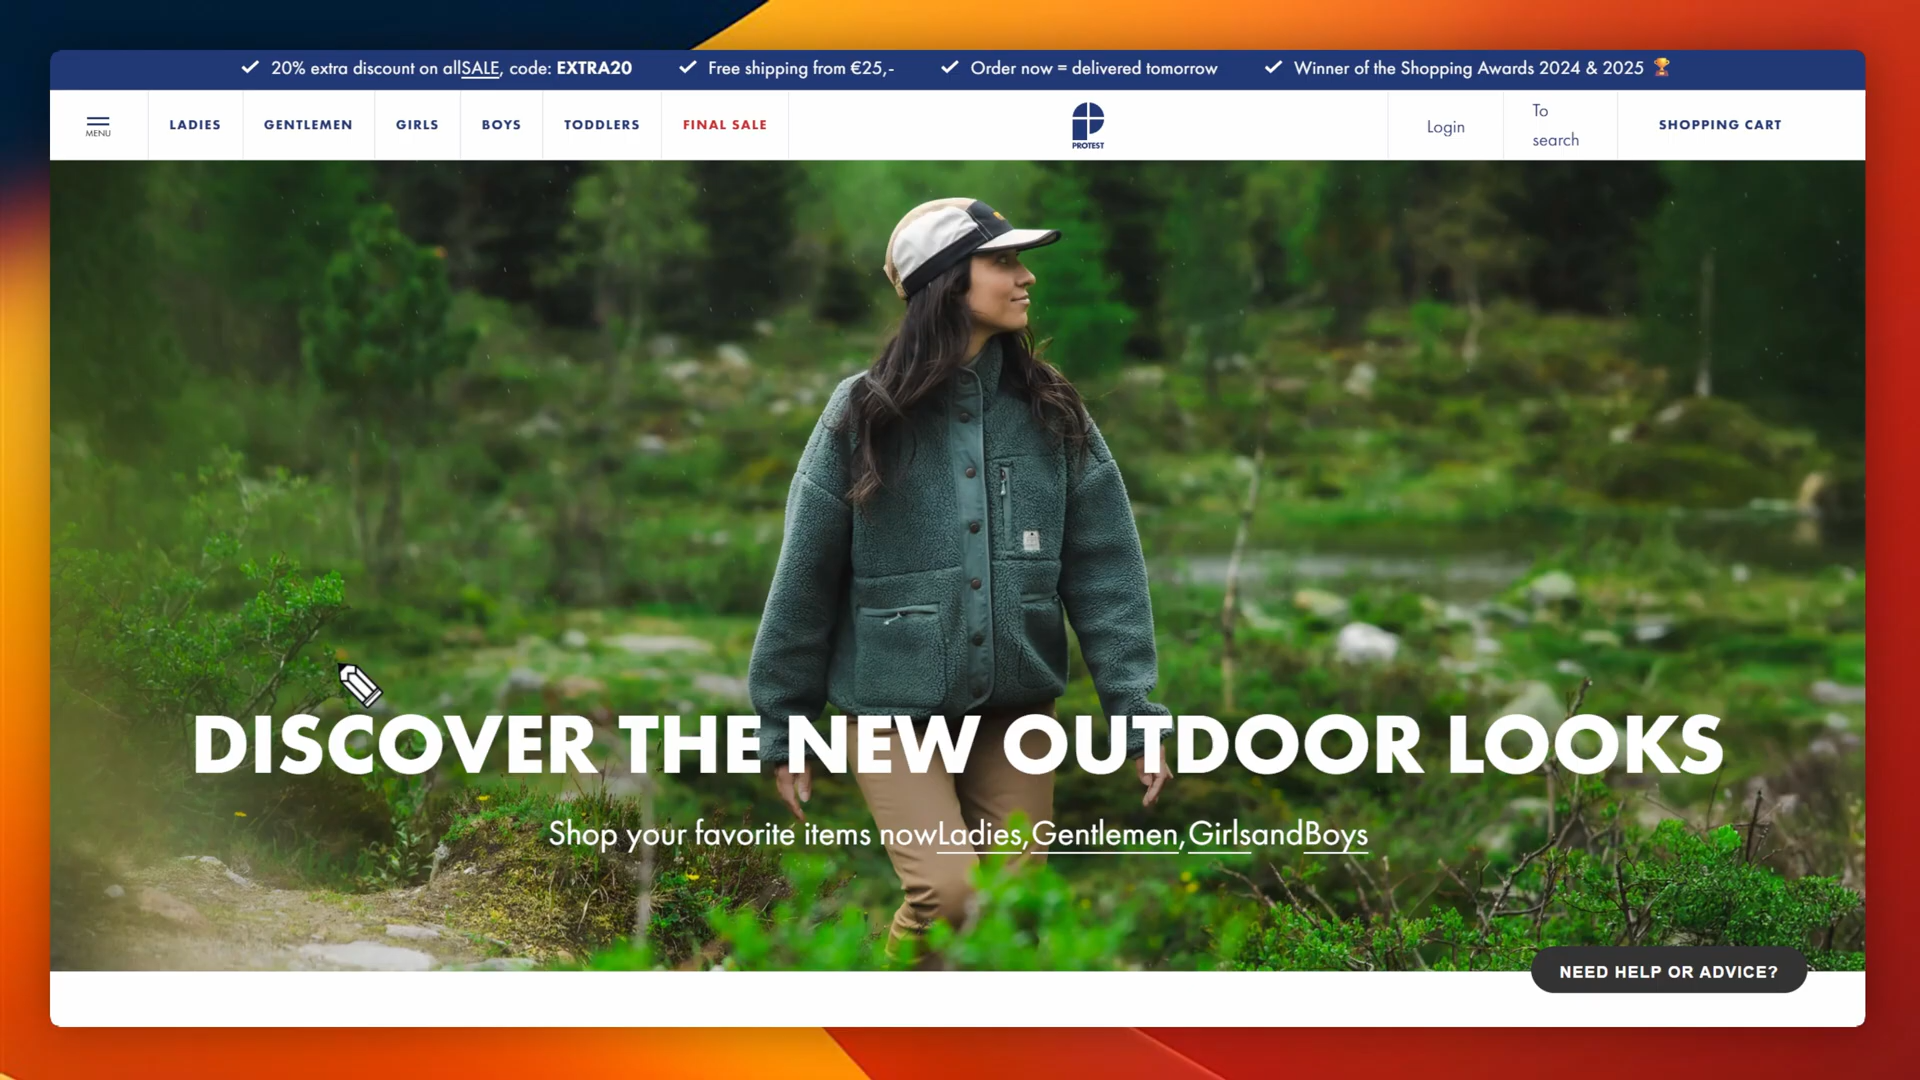 20% extra discount on allSALE, code: EXTRA20 Free shipping from €25,- Order now = delivered tomorrow Winner of the Shopping Awards 2024 & 2025 🏆
MENU LADIES GENTLEMEN GIRLS BOYS TODDLERS FINAL SALE PROTEST Login To search SHOPPING CART
DISCOVER THE NEW OUTDOOR LOOKS
Shop your favorite items nowLadies,Gentlemen,GirlsandBoys
NEED HELP OR ADVICE?